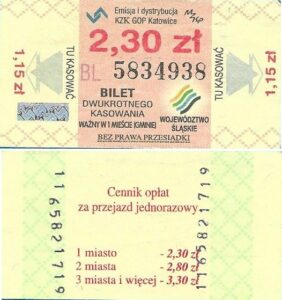 Emisja i dystrybucja
KZK GOP Katowice
2,30 zł
BL 5834938
BILET
DWUKROTNEGO
KASOWANIA
WAŻNY W 1 MIEŚCIE (GMINIE)
BEZ PRAWA PRZESIADKI
WOJEWÓDZTWO
ŚLĄSKIE
1,15 zł
TU KASOWAĆ
TU KASOWAĆ
1,15 zł
11 65821719
Cennik opłat
za przejazd jednorazowy
1 miasto - 2,30 zł
2 miasta - 2,80 zł
3 miasta i więcej - 3,30 zł
11 65821719